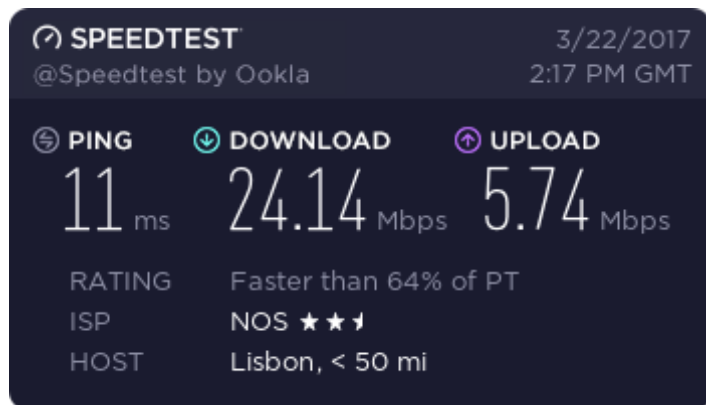 SPEEDTEST 3/22/2017
@Speedtest by Ookla 2:17 PM GMT
PING DOWNLOAD UPLOAD
11 ms 24.14 Mbps 5.74 Mbps
RATING Faster than 64% of PT
ISP NOS ★★⯨
HOST Lisbon, < 50 mi